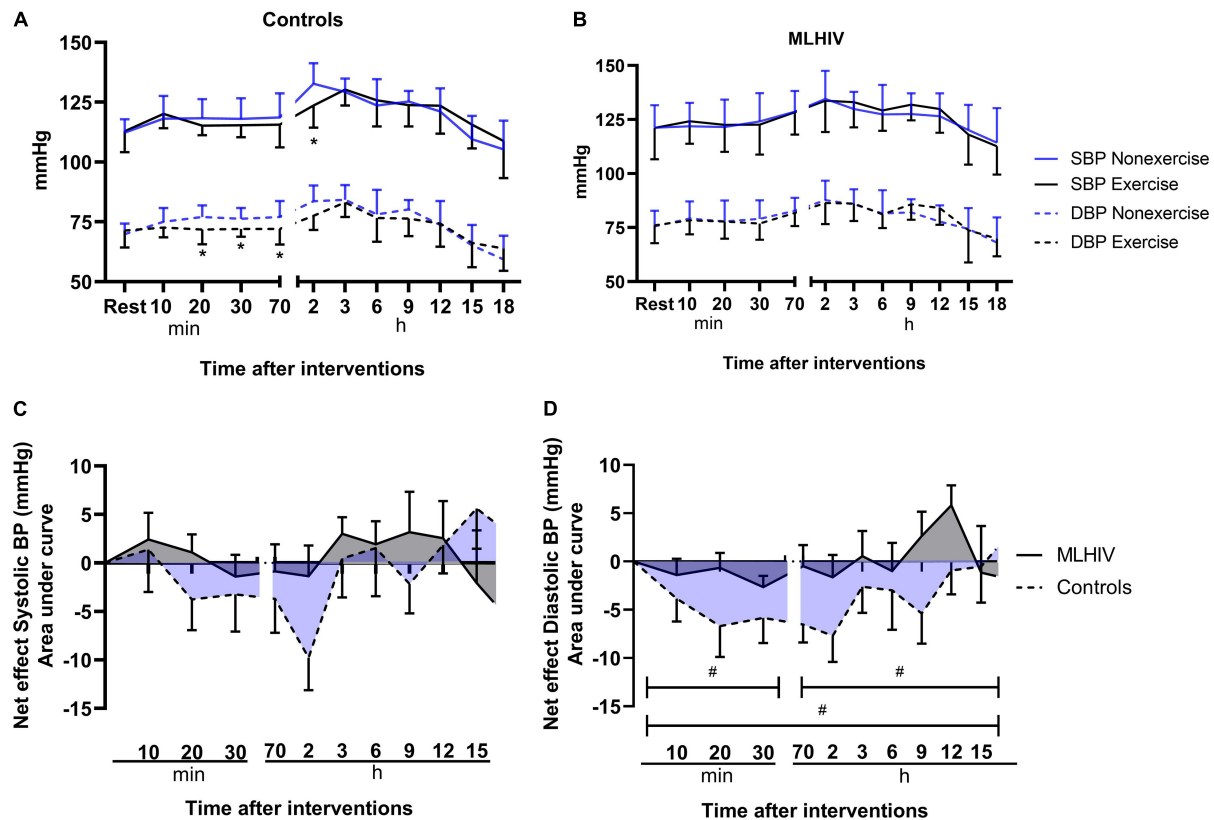 A
Controls
150
125
100
75
50
mmHg
*
*
*
*
Rest 10 20 30 70 2 3 6 9 12 15 18
min h
Time after interventions
B
MLHIV
150
125
100
75
50
mmHg
Rest 10 20 30 70 2 3 6 9 12 15 18
min h
Time after interventions
SBP Nonexercise
SBP Exercise
DBP Nonexercise
DBP Exercise
C
Net effect Systolic BP (mmHg)
Area under curve
10
5
0
-5
-10
-15
10 20 30 70 2 3 6 9 12 15
min h
Time after interventions
D
Net effect Diastolic BP (mmHg)
Area under curve
10
5
0
-5
-10
-15
# #
#
10 20 30 70 2 3 6 9 12 15
min h
Time after interventions
MLHIV
Controls